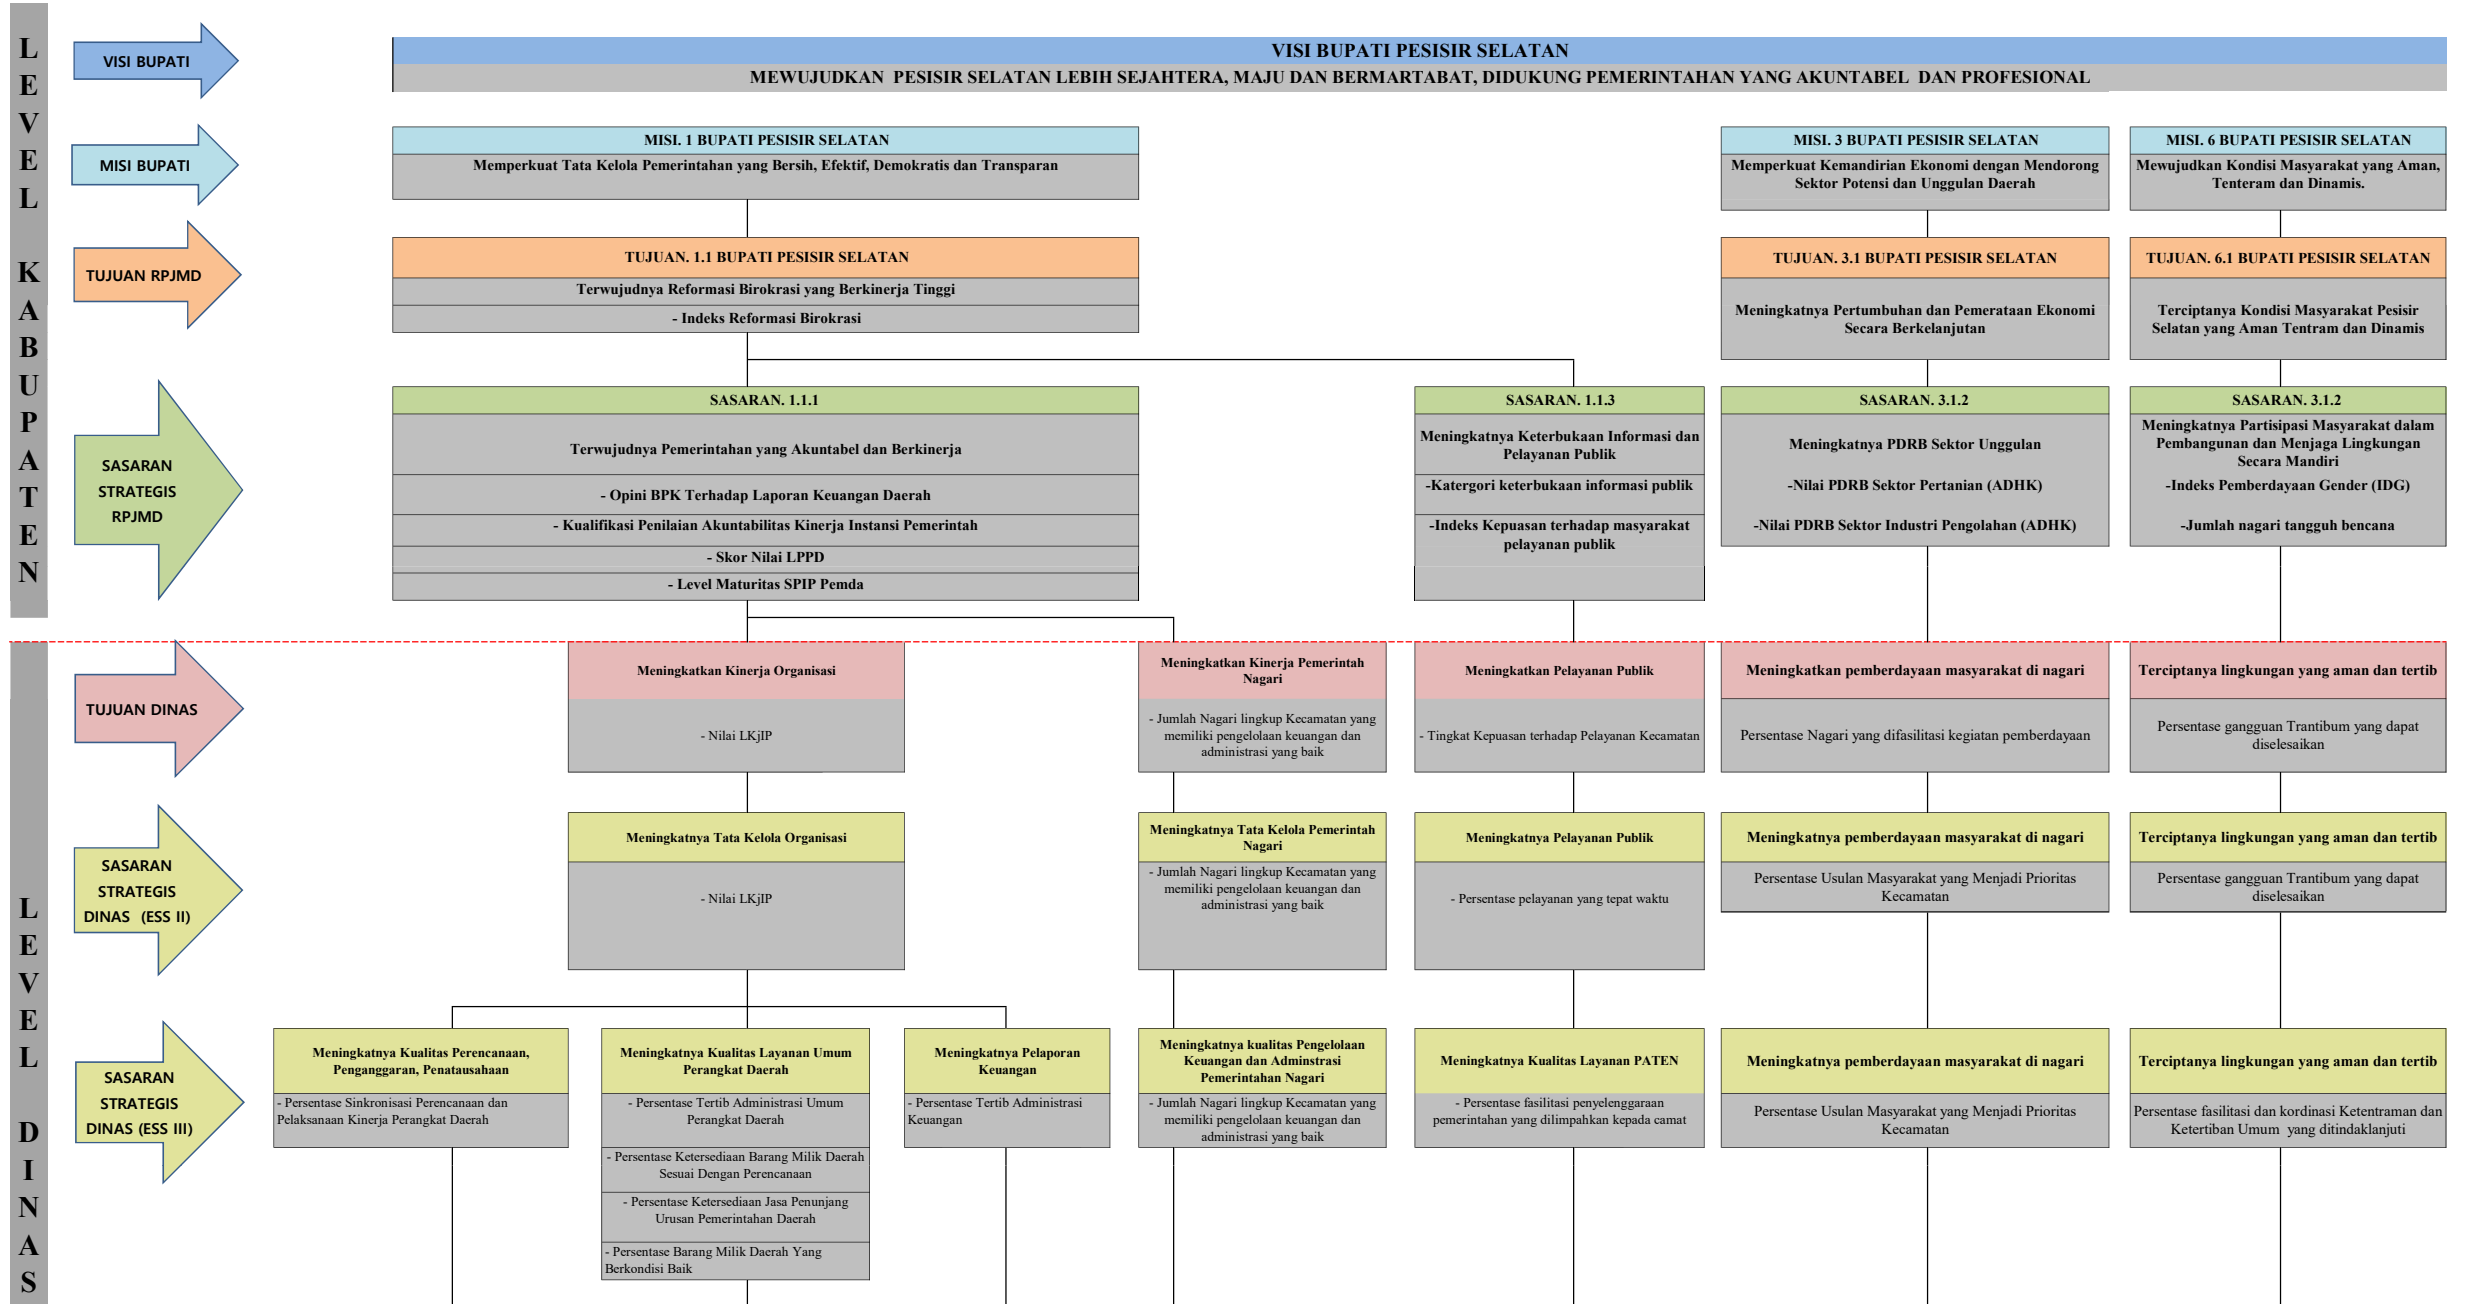 LEVEL KABUPATEN
VISI BUPATI
VISI BUPATI PESISIR SELATAN
MEWUJUDKAN PESISIR SELATAN LEBIH SEJAHTERA, MAJU DAN BERMARTABAT, DIDUKUNG PEMERINTAHAN YANG AKUNTABEL DAN PROFESIONAL
MISI BUPATI
MISI. 1 BUPATI PESISIR SELATAN
Memperkuat Tata Kelola Pemerintahan yang Bersih, Efektif, Demokratis dan Transparan
MISI. 3 BUPATI PESISIR SELATAN
Memperkuat Kemandirian Ekonomi dengan Mendorong
Sektor Potensi dan Unggulan Daerah
MISI. 6 BUPATI PESISIR SELATAN
Mewujudkan Kondisi Masyarakat yang Aman,
Tenteram dan Dinamis.
TUJUAN RPJMD
TUJUAN. 1.1 BUPATI PESISIR SELATAN
Terwujudnya Reformasi Birokrasi yang Berkinerja Tinggi
- Indeks Reformasi Birokrasi
TUJUAN. 3.1 BUPATI PESISIR SELATAN
Meningkatnya Pertumbuhan dan Pemerataan Ekonomi
Secara Berkelanjutan
TUJUAN. 6.1 BUPATI PESISIR SELATAN
Terciptanya Kondisi Masyarakat Pesisir
Selatan yang Aman Tentram dan Dinamis
SASARAN
STRATEGIS
RPJMD
SASARAN. 1.1.1
Terwujudnya Pemerintahan yang Akuntabel dan Berkinerja
- Opini BPK Terhadap Laporan Keuangan Daerah
- Kualifikasi Penilaian Akuntabilitas Kinerja Instansi Pemerintah
- Skor Nilai LPPD
- Level Maturitas SPIP Pemda
SASARAN. 1.1.3
Meningkatnya Keterbukaan Informasi dan
Pelayanan Publik
-Katergori keterbukaan informasi publik
-Indeks Kepuasan terhadap masyarakat
pelayanan publik
SASARAN. 3.1.2
Meningkatnya PDRB Sektor Unggulan
-Nilai PDRB Sektor Pertanian (ADHK)
-Nilai PDRB Sektor Industri Pengolahan (ADHK)
SASARAN. 3.1.2
Meningkatnya Partisipasi Masyarakat dalam
Pembangunan dan Menjaga Lingkungan
Secara Mandiri
-Indeks Pemberdayaan Gender (IDG)
-Jumlah nagari tangguh bencana
LEVEL DINAS
TUJUAN DINAS
Meningkatkan Kinerja Organisasi
- Nilai LKjIP
Meningkatkan Kinerja Pemerintah
Nagari
- Jumlah Nagari lingkup Kecamatan yang
memiliki pengelolaan keuangan dan
administrasi yang baik
Meningkatkan Pelayanan Publik
- Tingkat Kepuasan terhadap Pelayanan Kecamatan
Meningkatkan pemberdayaan masyarakat di nagari
Persentase Nagari yang difasilitasi kegiatan pemberdayaan
Terciptanya lingkungan yang aman dan tertib
Persentase gangguan Trantibum yang dapat
diselesaikan
SASARAN
STRATEGIS
DINAS (ESS II)
Meningkatnya Tata Kelola Organisasi
- Nilai LKjIP
Meningkatnya Tata Kelola Pemerintah
Nagari
- Jumlah Nagari lingkup Kecamatan yang
memiliki pengelolaan keuangan dan
administrasi yang baik
Meningkatnya Pelayanan Publik
- Persentase pelayanan yang tepat waktu
Meningkatnya pemberdayaan masyarakat di nagari
Persentase Usulan Masyarakat yang Menjadi Prioritas
Kecamatan
Terciptanya lingkungan yang aman dan tertib
Persentase gangguan Trantibum yang dapat
diselesaikan
SASARAN
STRATEGIS
DINAS (ESS III)
Meningkatnya Kualitas Perencanaan,
Penganggaran, Penatausahaan
- Persentase Sinkronisasi Perencanaan dan
Pelaksanaan Kinerja Perangkat Daerah
Meningkatnya Kualitas Layanan Umum
Perangkat Daerah
- Persentase Tertib Administrasi Umum
Perangkat Daerah
- Persentase Ketersediaan Barang Milik Daerah
Sesuai Dengan Perencanaan
- Persentase Ketersediaan Jasa Penunjang
Urusan Pemerintahan Daerah
- Persentase Barang Milik Daerah Yang
Berkondisi Baik
Meningkatnya Pelaporan
Keuangan
- Persentase Tertib Administrasi
Keuangan
Meningkatnya kualitas Pengelolaan
Keuangan dan Adminstrasi
Pemerintahan Nagari
- Jumlah Nagari lingkup Kecamatan yang
memiliki pengelolaan keuangan dan
administrasi yang baik
Meningkatnya Kualitas Layanan PATEN
- Persentase fasilitasi penyelenggaraan
pemerintahan yang dilimpahkan kepada camat
Meningkatnya pemberdayaan masyarakat di nagari
Persentase Usulan Masyarakat yang Menjadi Prioritas
Kecamatan
Terciptanya lingkungan yang aman dan tertib
Persentase fasilitasi dan kordinasi Ketentraman dan
Ketertiban Umum yang ditindaklanjuti